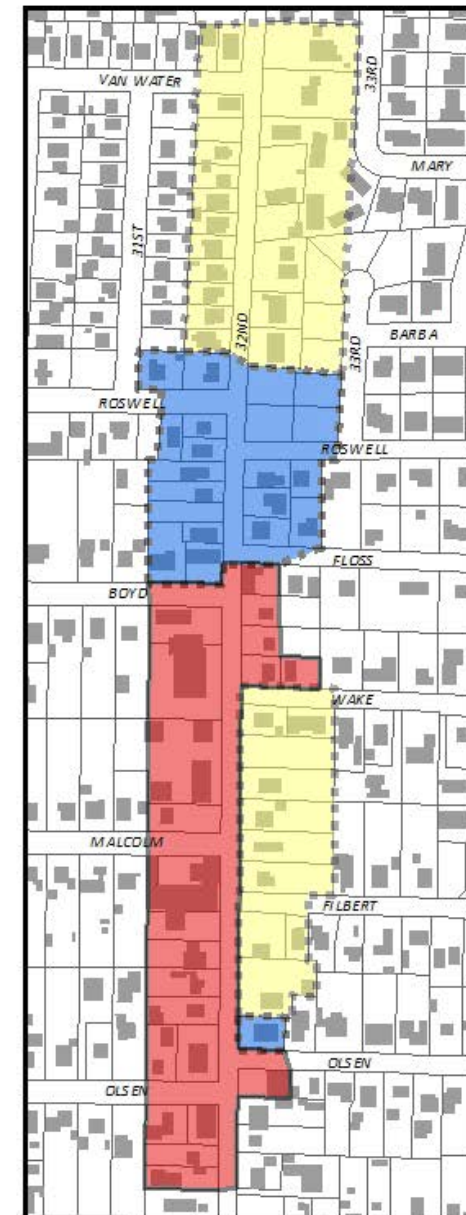 33RD
VAN WATER
MARY
31ST
32ND
BARBA
33RD
ROSWELL
ROSWELL
FLOSS
BOYD
WAKE
MALCOLM
FILBERT
OLSEN
OLSEN